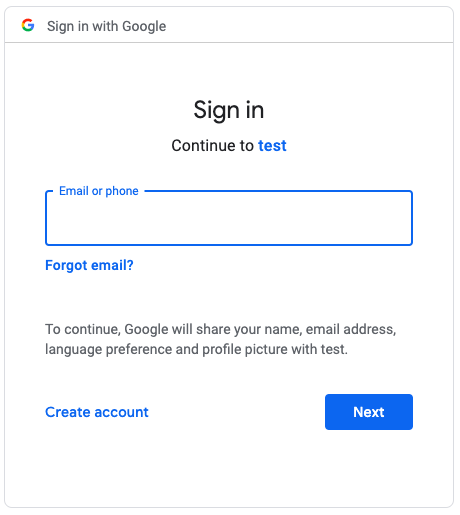 Sign in with Google
Sign in
Continue to test
Email or phone
Forgot email?
To continue, Google will share your name, email address,
language preference and profile picture with test.
Create account
Next